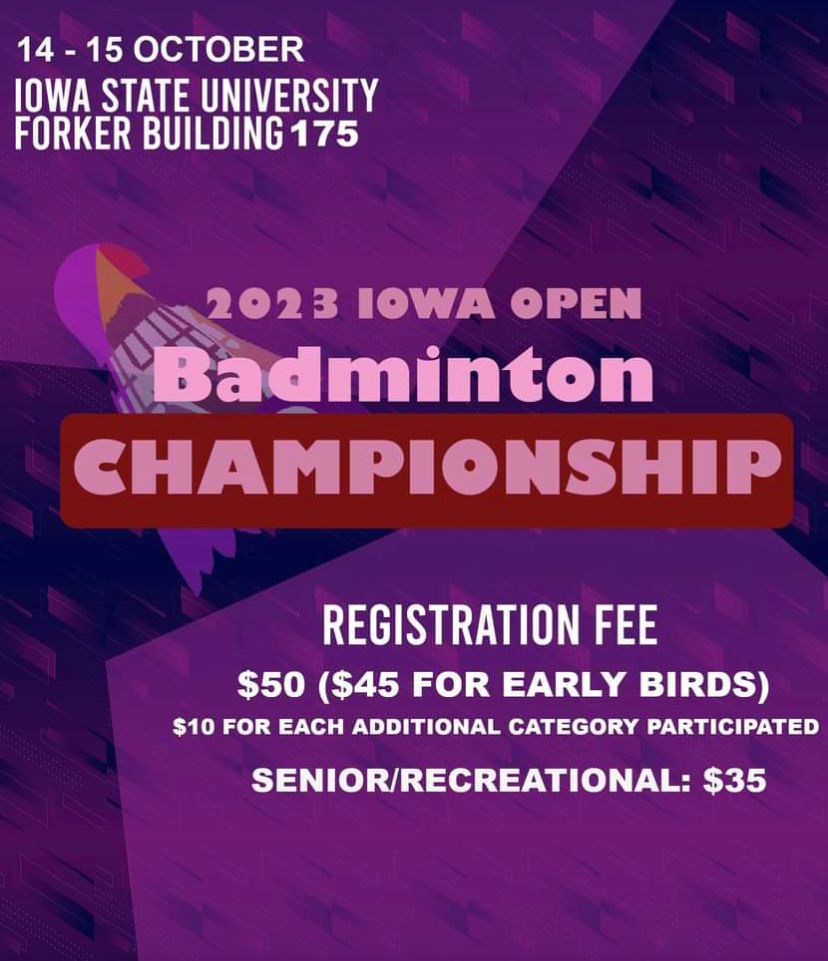 14 - 15 OCTOBER
IOWA STATE UNIVERSITY
FORKER BUILDING 175
2023 IOWA OPEN
Badminton
CHAMPIONSHIP
REGISTRATION FEE
$50 ($45 FOR EARLY BIRDS)
$10 FOR EACH ADDITIONAL CATEGORY PARTICIPATED
SENIOR/RECREATIONAL: $35